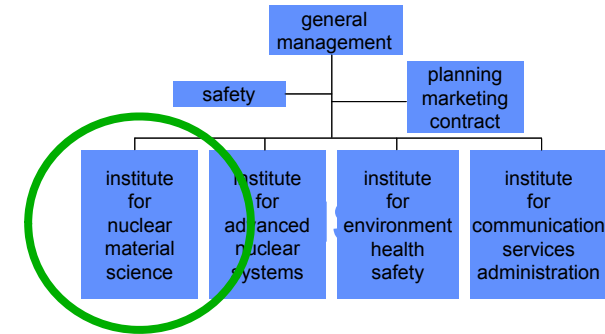 general
management
safety
planning
marketing
contract
institute
for
nuclear
material
science
institute
for
advanced
nuclear
systems
institute
for
environment
health
safety
institute
for
communication
services
administration